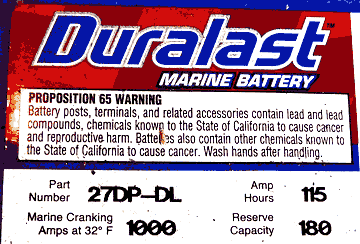 Duralast™
MARINE BATTERY
PROPOSITION 65 WARNING
Battery posts, terminals, and related accessories contain lead and lead
compounds, chemicals known to the State of California to cause cancer
and reproductive harm. Batteries also contain other chemicals known to
the State of California to cause cancer. Wash hands after handling.
Part Number 27DP-DL Amp Hours 115
Marine Cranking Amps at 32° F 1000 Reserve Capacity 180